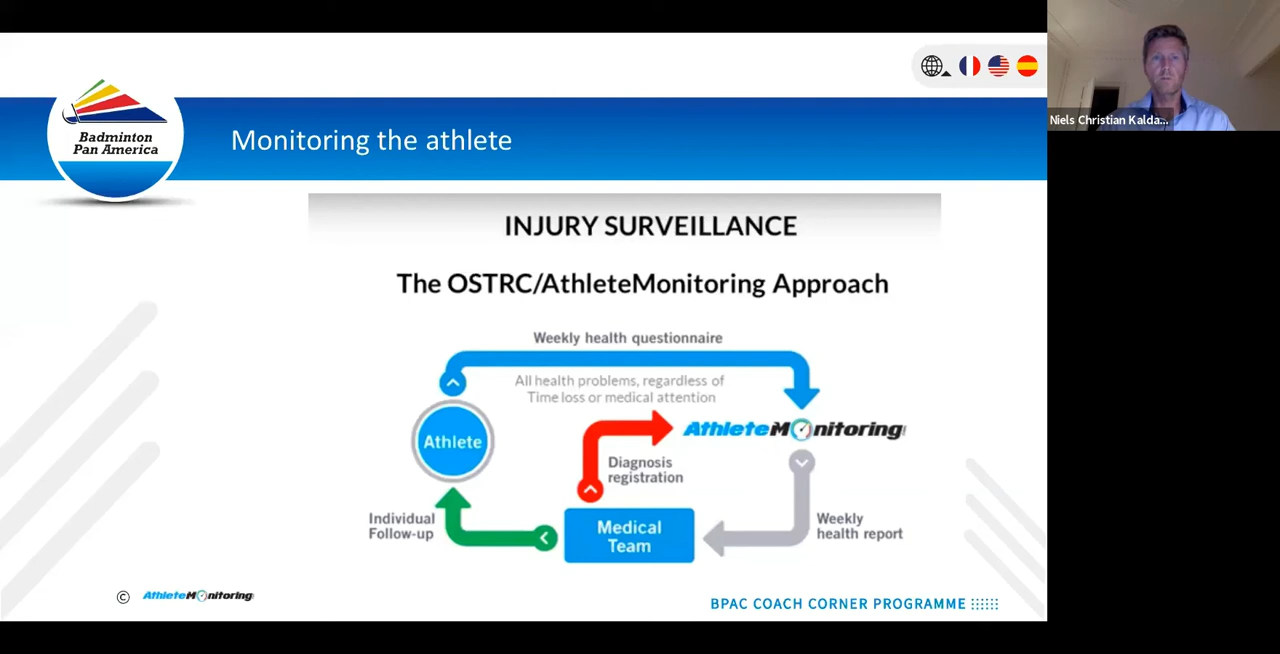 Badminton
Pan America
Monitoring the athlete
Niels Christian Kalda...
INJURY SURVEILLANCE
The OSTRC/AthleteMonitoring Approach
Weekly health questionnaire
All health problems, regardless of
Time loss or medical attention
Athlete
AthleteMonitoring
Diagnosis
registration
Individual
Follow-up
Medical
Team
Weekly
health report
© AthleteMonitoring
BPAC COACH CORNER PROGRAMME